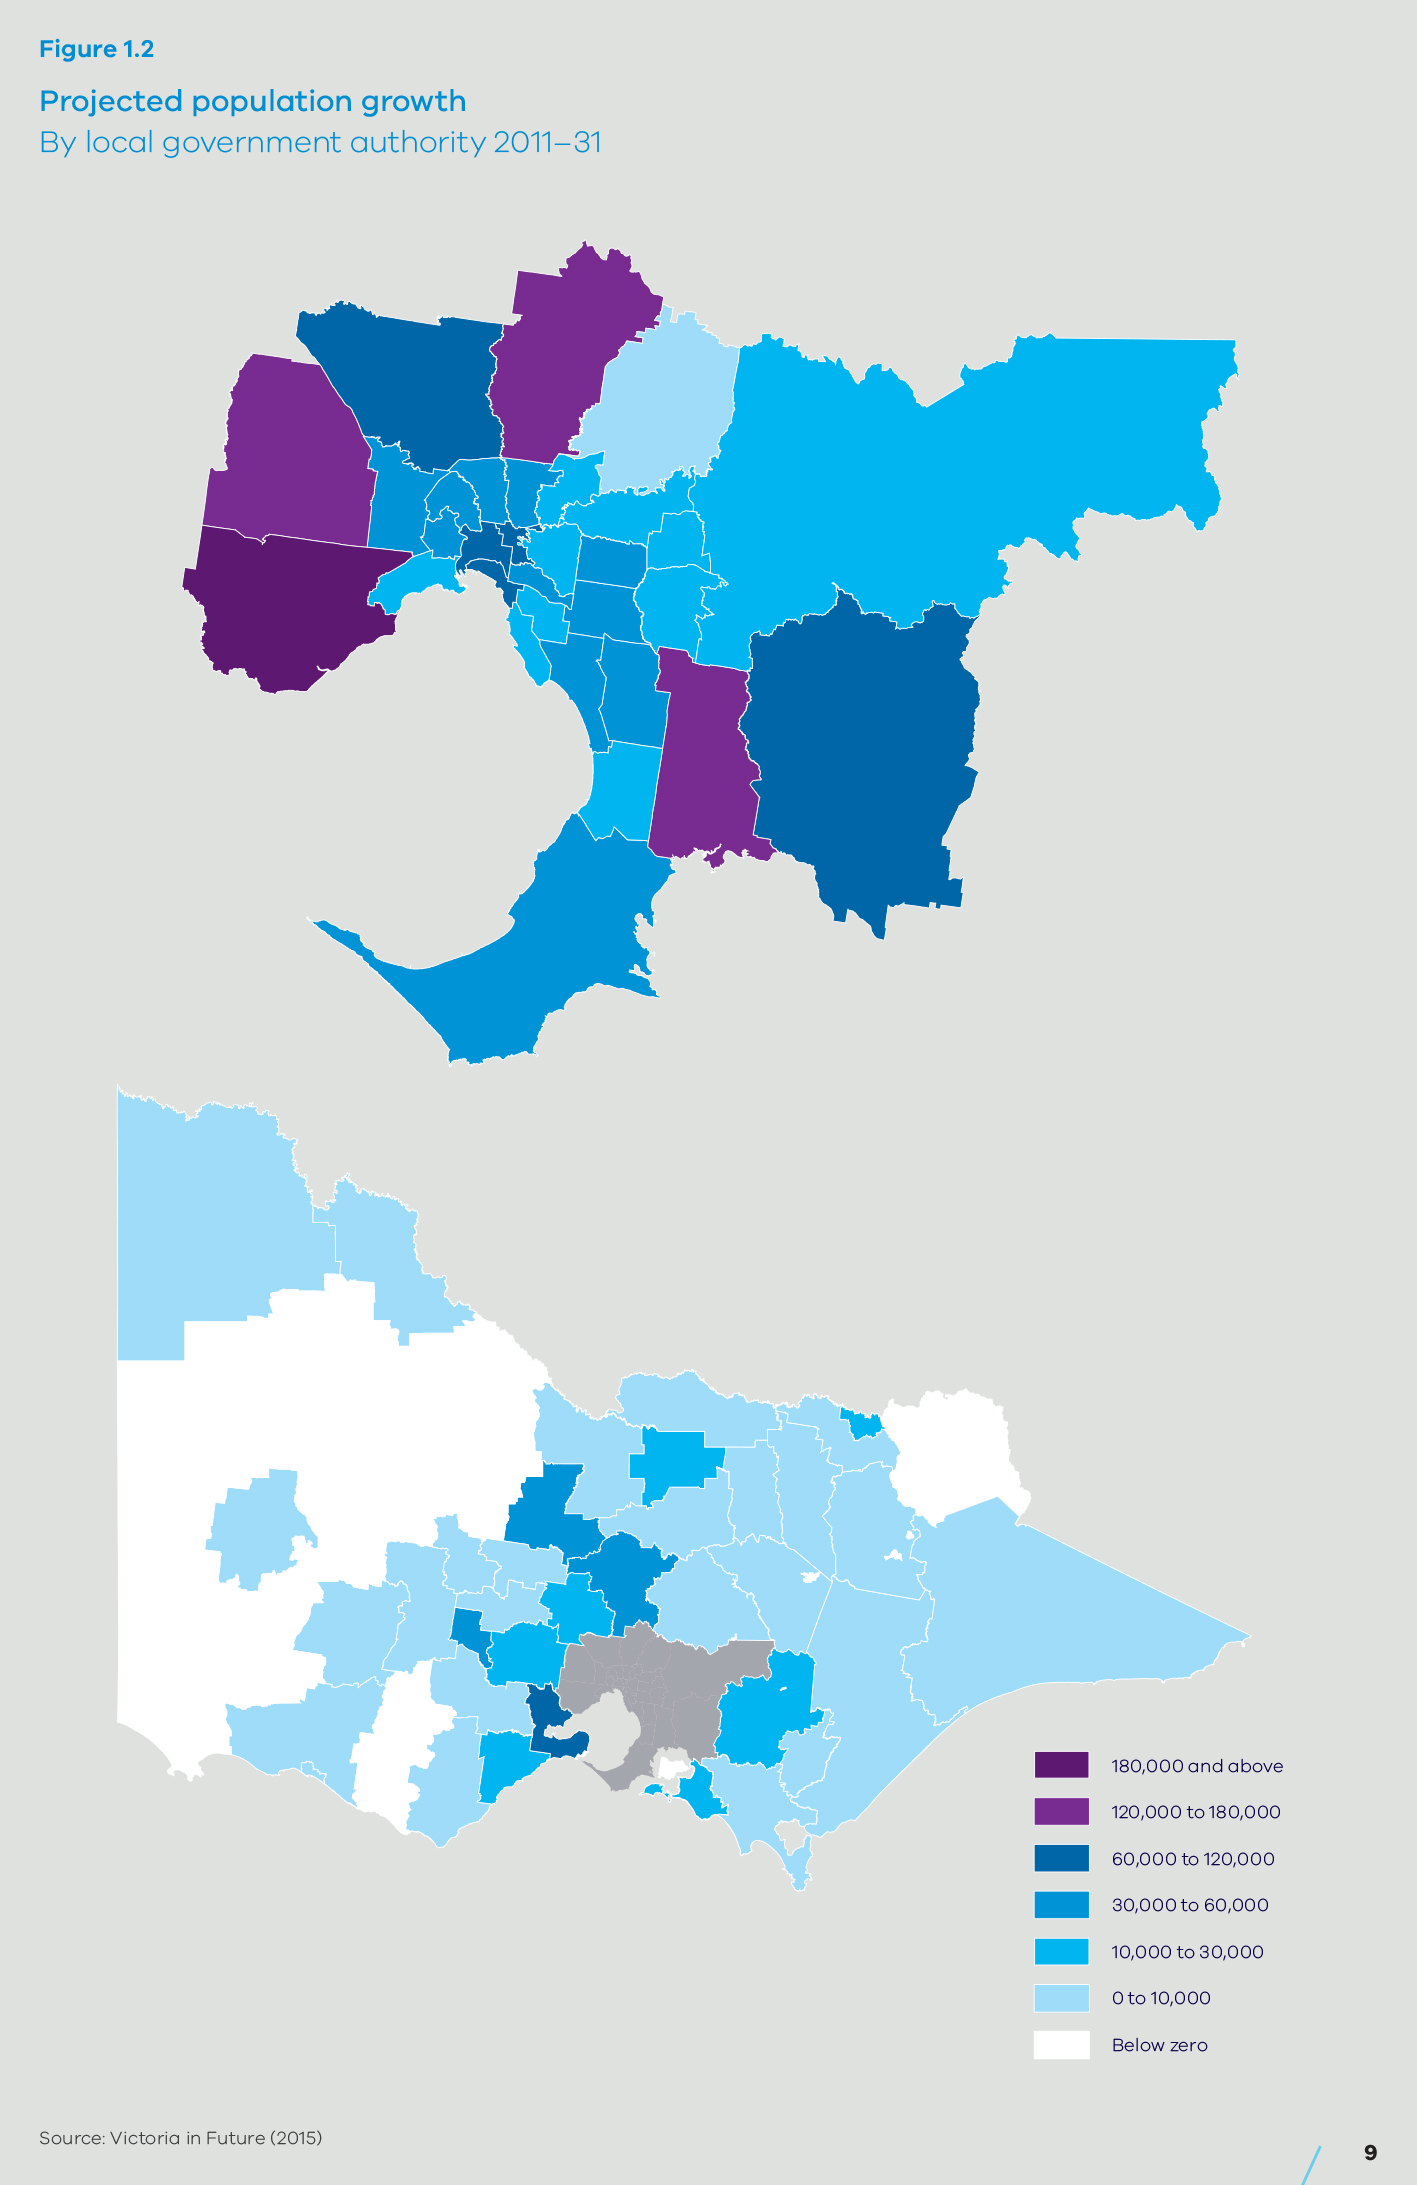 Figure 1.2
Projected population growth
By local government authority 2011–31
180,000 and above
120,000 to 180,000
60,000 to 120,000
30,000 to 60,000
10,000 to 30,000
0 to 10,000
Below zero
Source: Victoria in Future (2015)
9